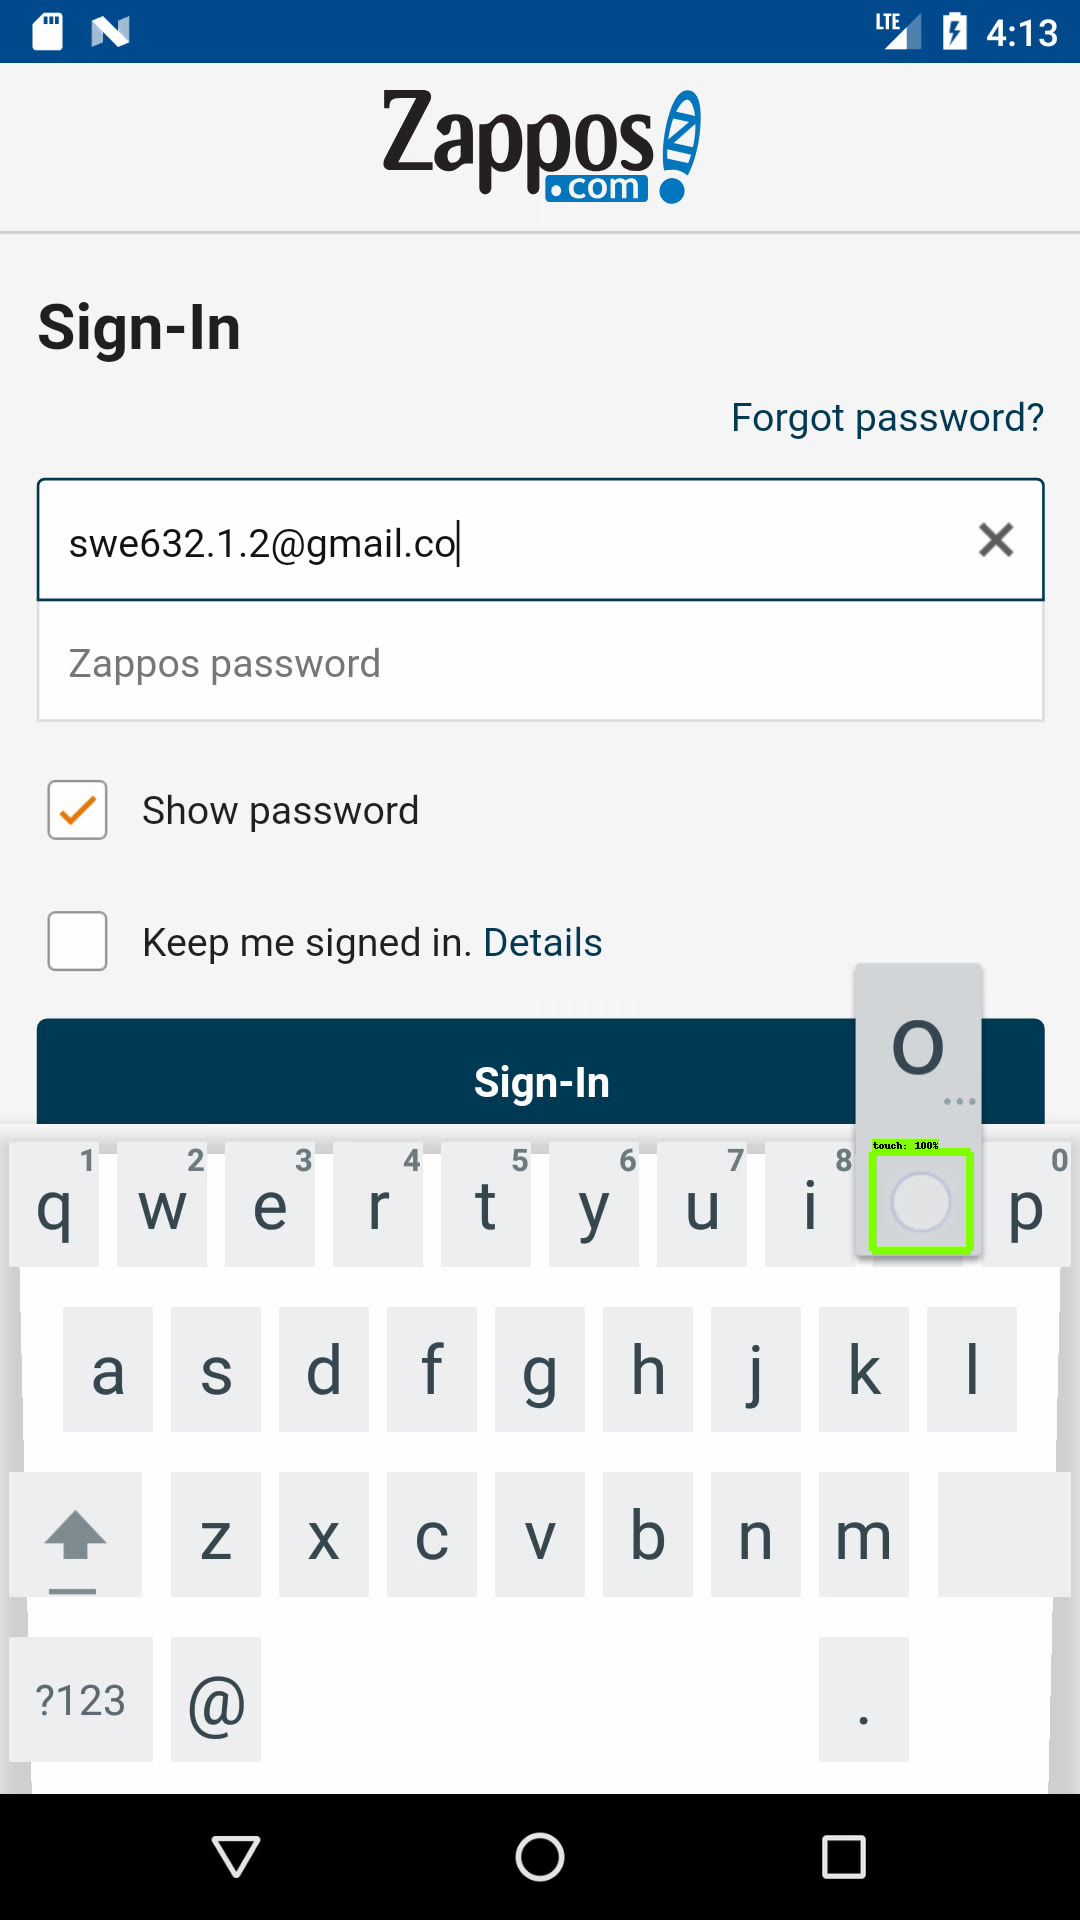 LTE 4:13
Zappos
.com
Sign-In
Forgot password?
swe632.1.2@gmail.co
Zappos password
Show password
Keep me signed in. Details
o
Sign-In
...
touch: 100%
1 2 3 4 5 6 7 8 0
q w e r t y u i p
a s d f g h j k l
z x c v b n m
?123 @ .